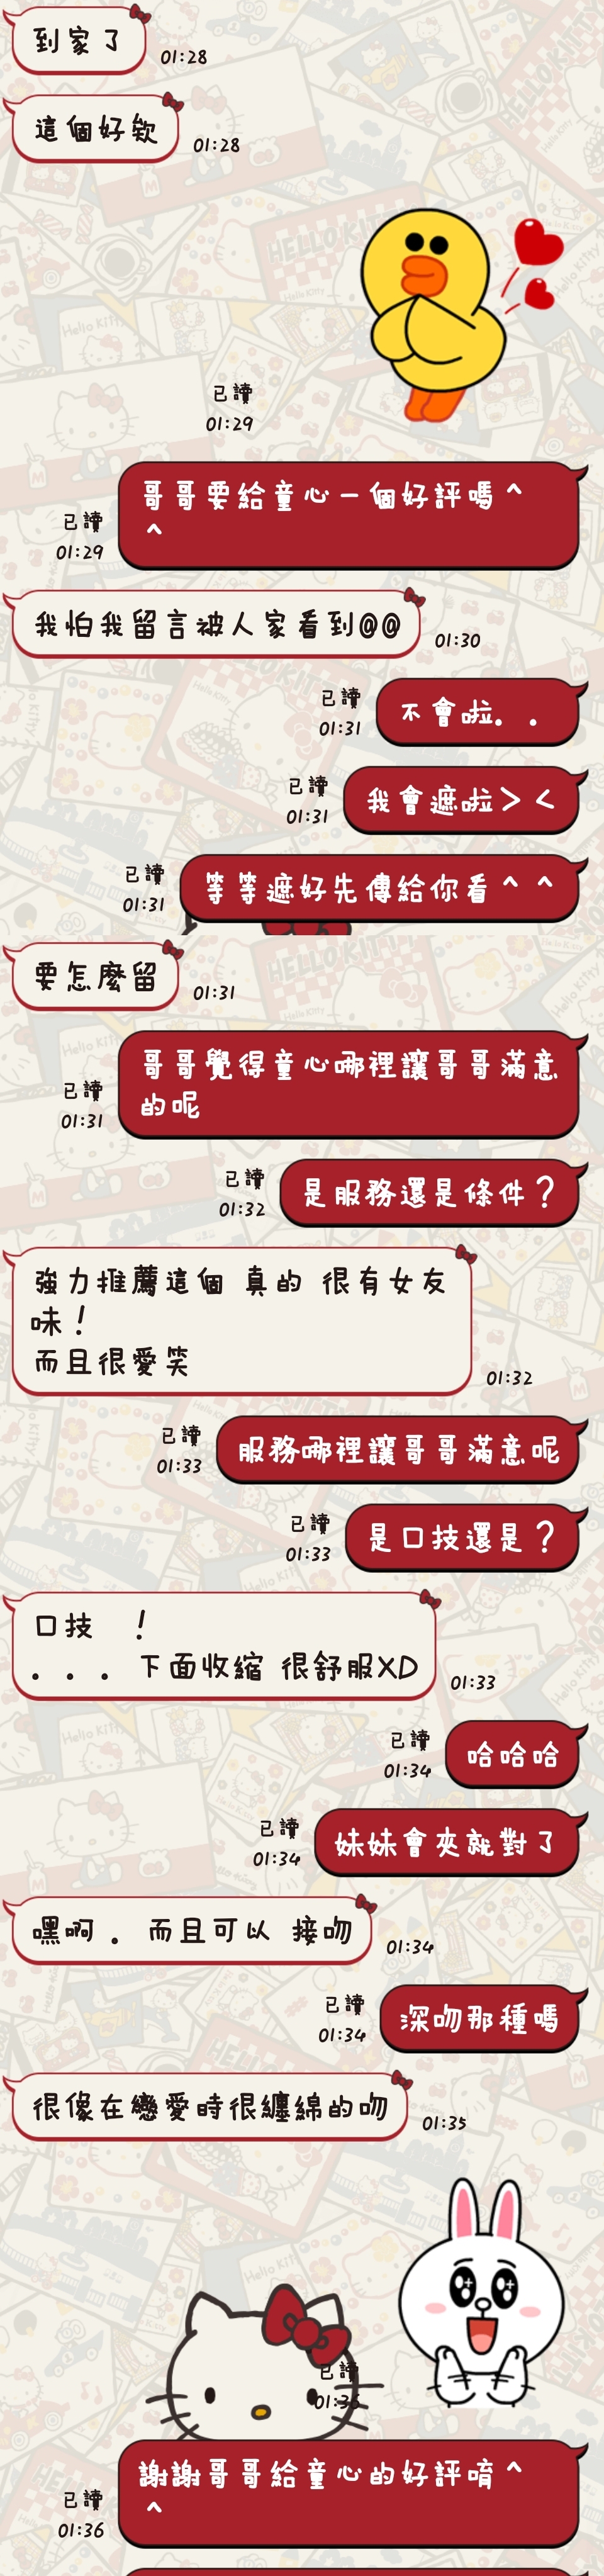 到家了
01:28
這個好欸
01:28
已讀
01:29
哥哥要給童心一個好評嗎^
^
已讀
01:29
我怕我留言被人家看到@@
01:30
不會啦. .
已讀
01:31
我會遮啦> <
已讀
01:31
等等遮好先傳給你看^ ^
已讀
01:31
要怎麼留
01:31
哥哥覺得童心哪裡讓哥哥滿意
的呢
已讀
01:31
是服務還是條件?
已讀
01:32
強力推薦這個 真的 很有女友
味!
而且很愛笑
01:32
服務哪裡讓哥哥滿意呢
已讀
01:33
是口技還是?
已讀
01:33
口技 !
. . . 下面收縮 很舒服XD
01:33
哈哈哈
已讀
01:34
妹妹會夾就對了
已讀
01:34
嘿啊. 而且可以 接吻
01:34
深吻那種嗎
已讀
01:34
很像在戀愛時很纏綿的吻
01:35
已讀
01:36
謝謝哥哥給童心的好評唷^
^
已讀
01:36